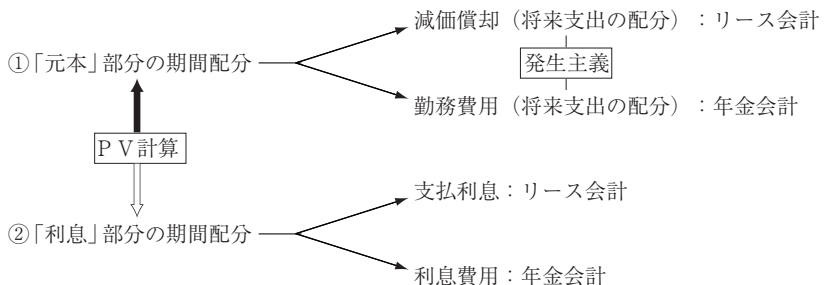 減価償却（将来支出の配分）：リース会計
①「元本」部分の期間配分
発生主義
勤務費用（将来支出の配分）：年金会計
ＰＶ計算
支払利息：リース会計
②「利息」部分の期間配分
利息費用：年金会計